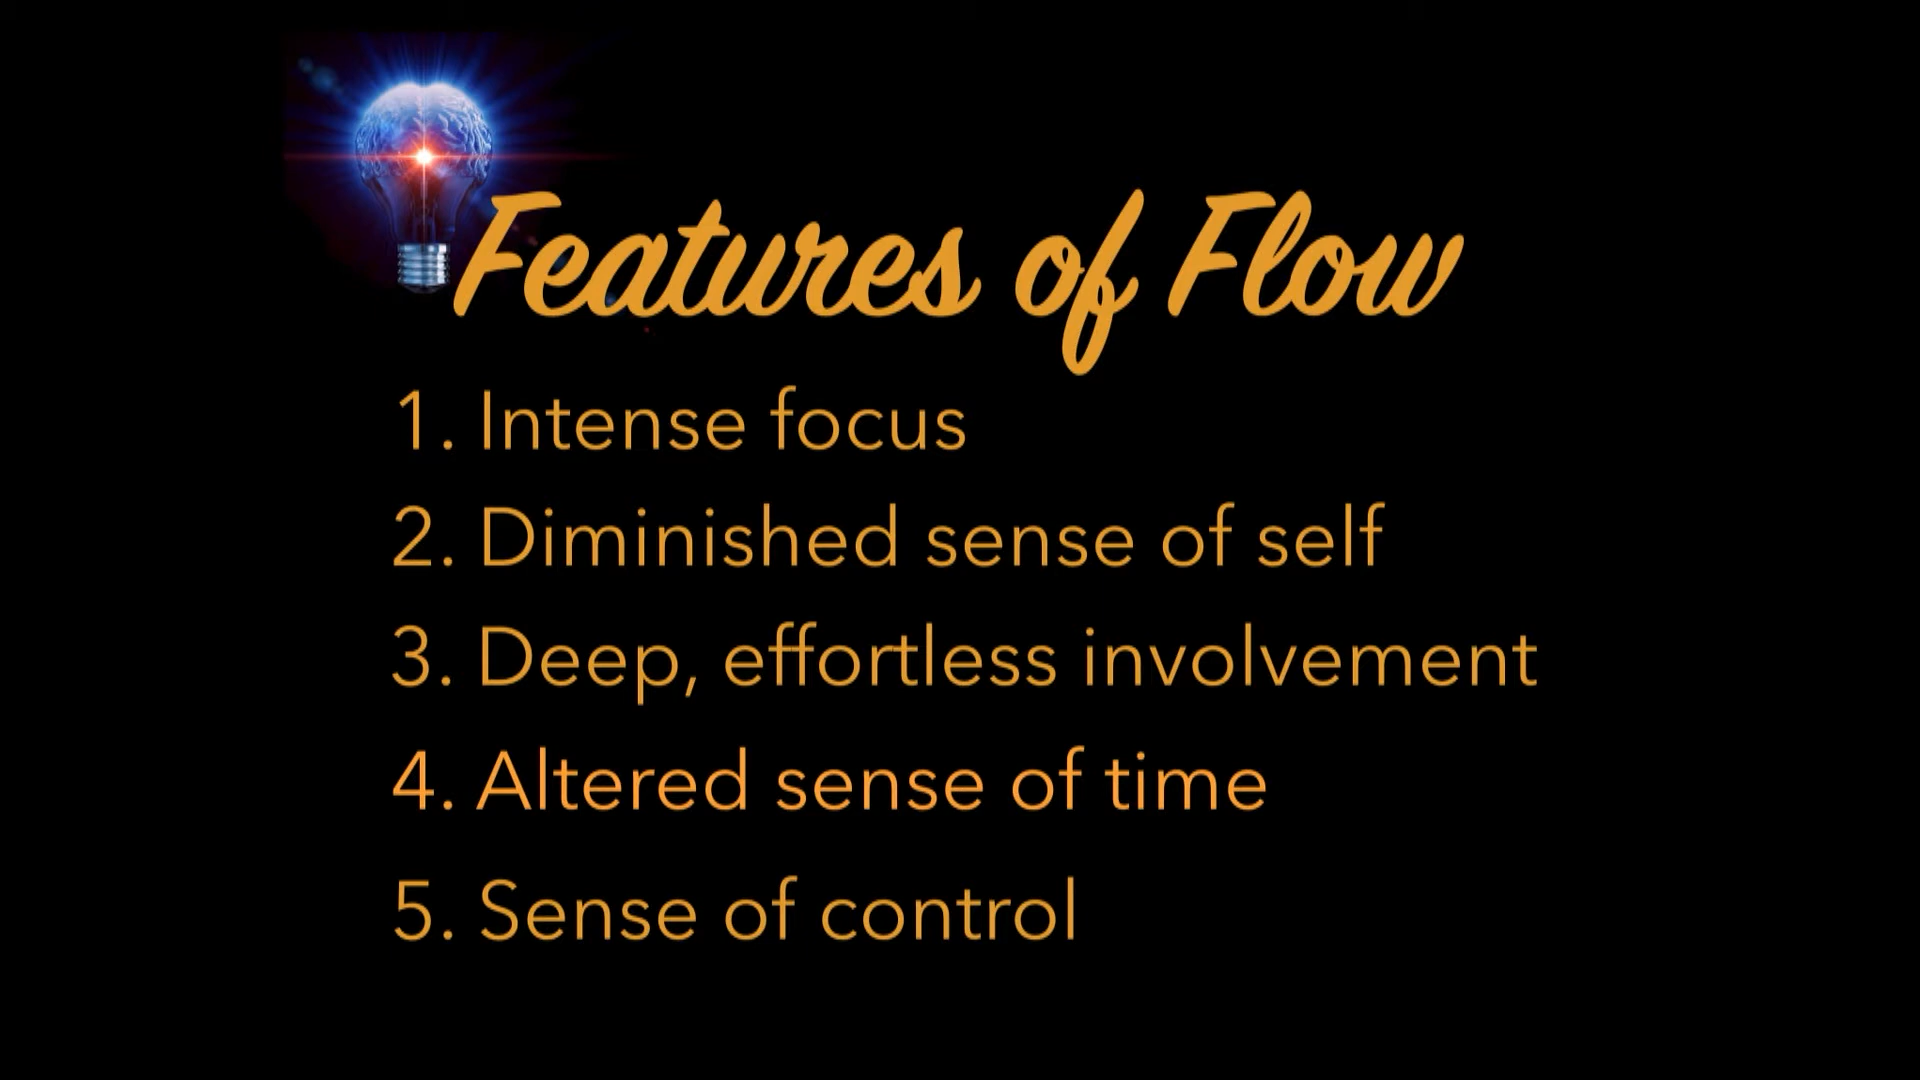 Features of Flow
1. Intense focus
2. Diminished sense of self
3. Deep, effortless involvement
4. Altered sense of time
5. Sense of control